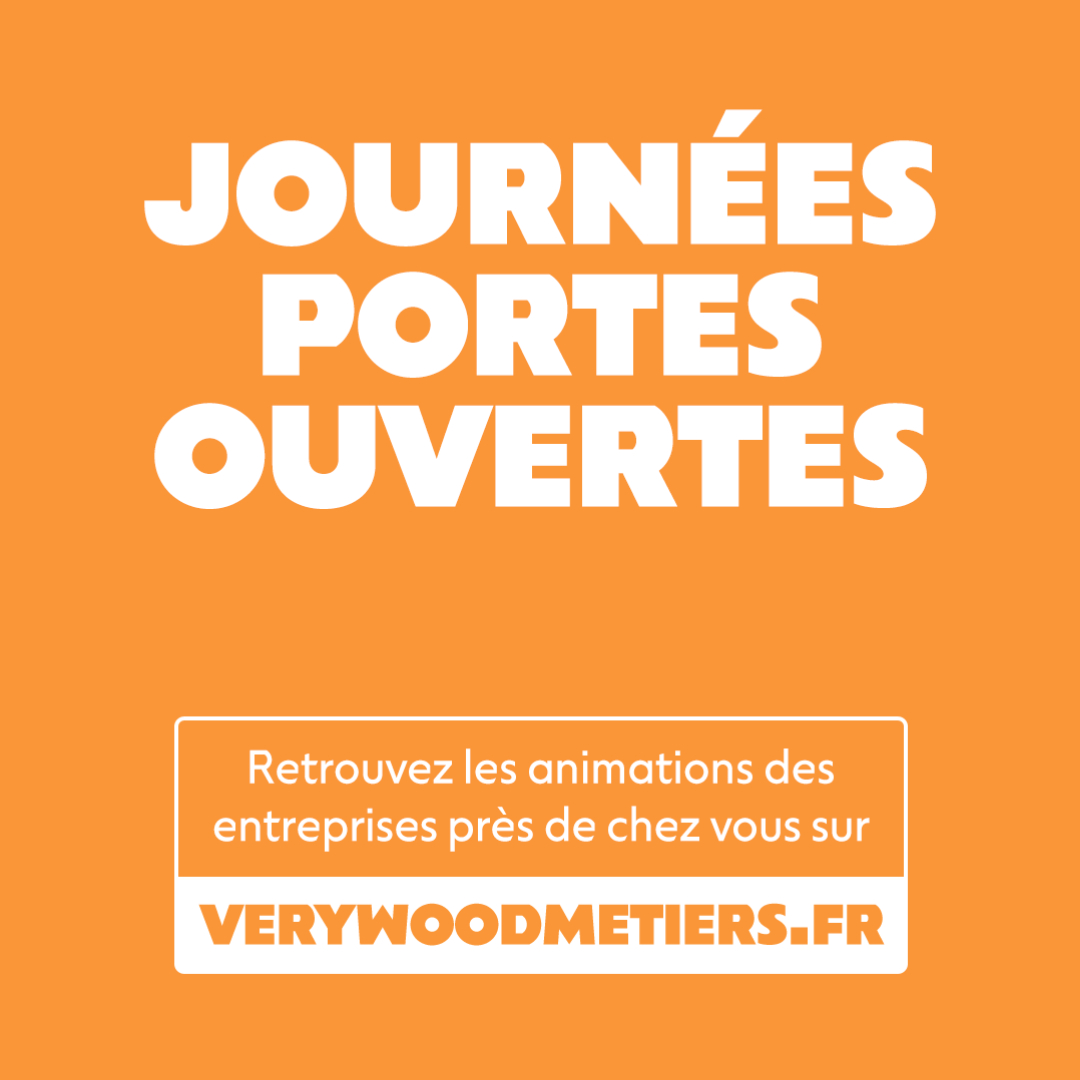 JOURNÉES
PORTES
OUVERTES
Retrouvez les animations des
entreprises près de chez vous sur
VERYWOODMETIERS.FR